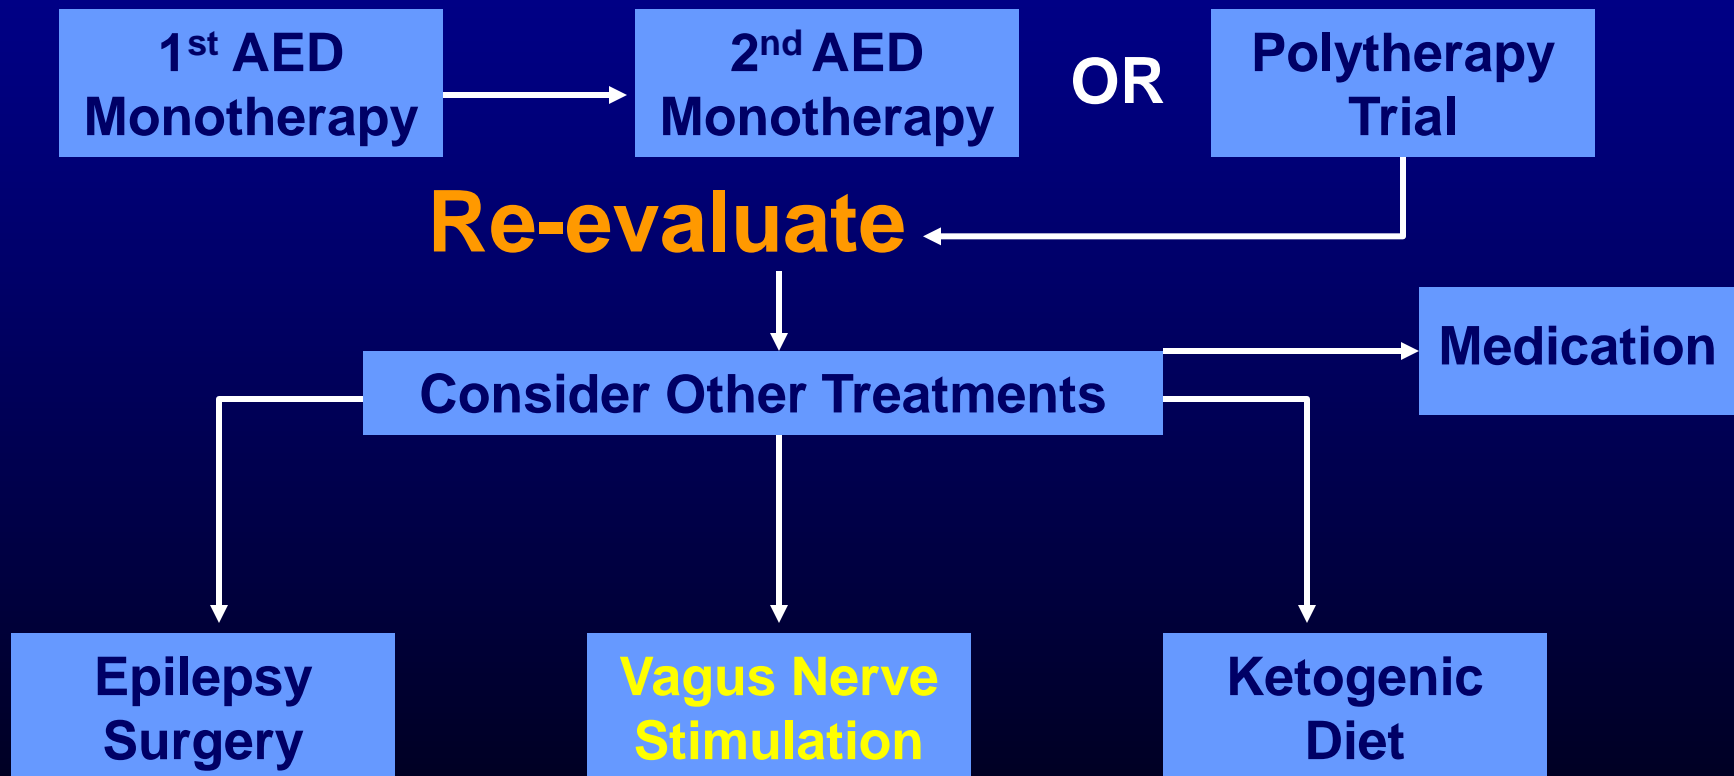 1st AED
Monotherapy
2nd AED
Monotherapy
OR
Polytherapy
Trial
Re-evaluate
Medication
Consider Other Treatments
Epilepsy
Surgery
Vagus Nerve
Stimulation
Ketogenic
Diet